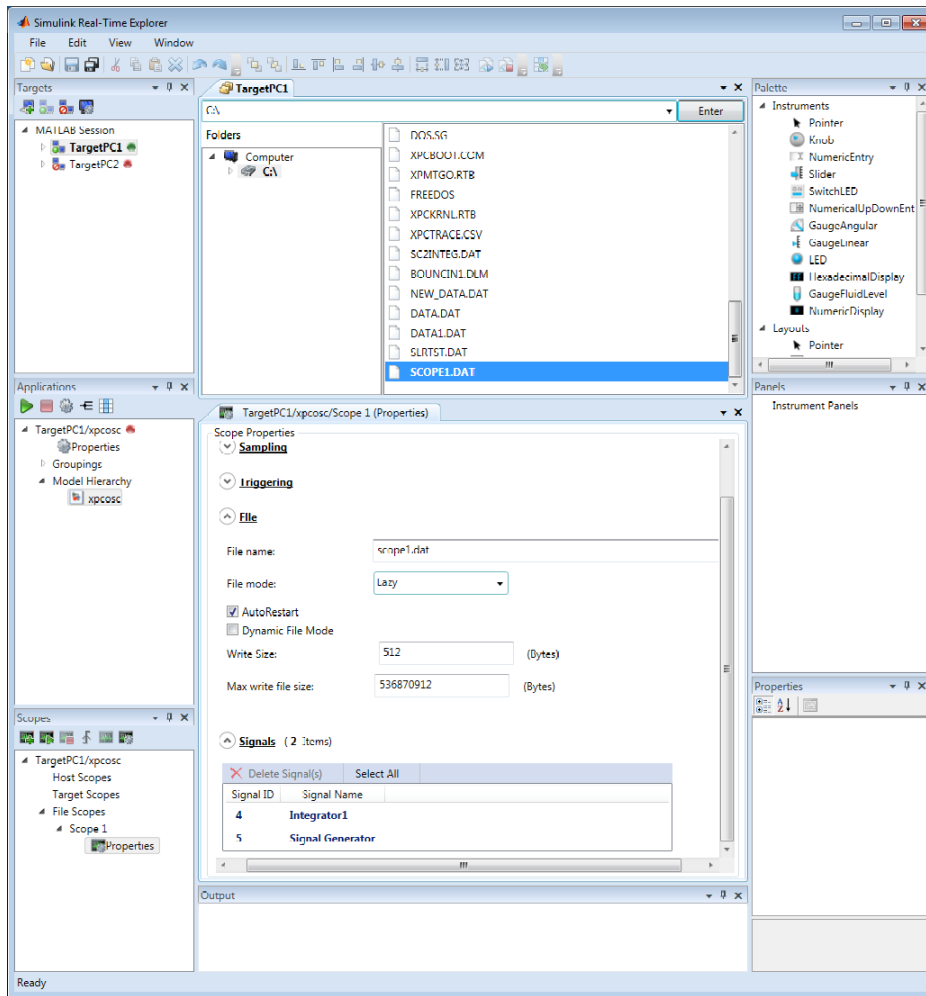 Simulink Real-Time Explorer
File Edit View Window
Targets
MATLAB Session
TargetPC1
TargetPC2
TargetPC1
C:\
Enter
Folders
Computer
C:\
DOS.SG
XPCBOOT.COM
XPMTGO.RTB
FREEDOS
XPCKRNL.RTB
XPCTRACE.CSV
SC2INTEG.DAT
BOUNCIN1.DLM
NEW_DATA.DAT
DATA.DAT
DATA1.DAT
SLRTST.DAT
SCOPE1.DAT
Palette
Instruments
Pointer
Knob
NumericEntry
Slider
SwitchLED
NumericalUpDownEnt
GaugeAngular
GaugeLinear
LED
HexadecimalDisplay
GaugeFluidLevel
NumericDisplay
Layouts
Pointer
Applications
TargetPC1/xpcosc
Properties
Groupings
Model Hierarchy
xpcosc
TargetPC1/xpcosc/Scope 1 (Properties)
Scope Properties
Sampling
Triggering
File
File name: scope1.dat
File mode: Lazy
AutoRestart
Dynamic File Mode
Write Size: 512 (Bytes)
Max write file size: 536870912 (Bytes)
Signals ( 2 Items)
Delete Signal(s) Select All
Signal ID Signal Name
4 Integrator1
5 Signal Generator
Panels
Instrument Panels
Properties
Scopes
TargetPC1/xpcosc
Host Scopes
Target Scopes
File Scopes
Scope 1
Properties
Output
Ready